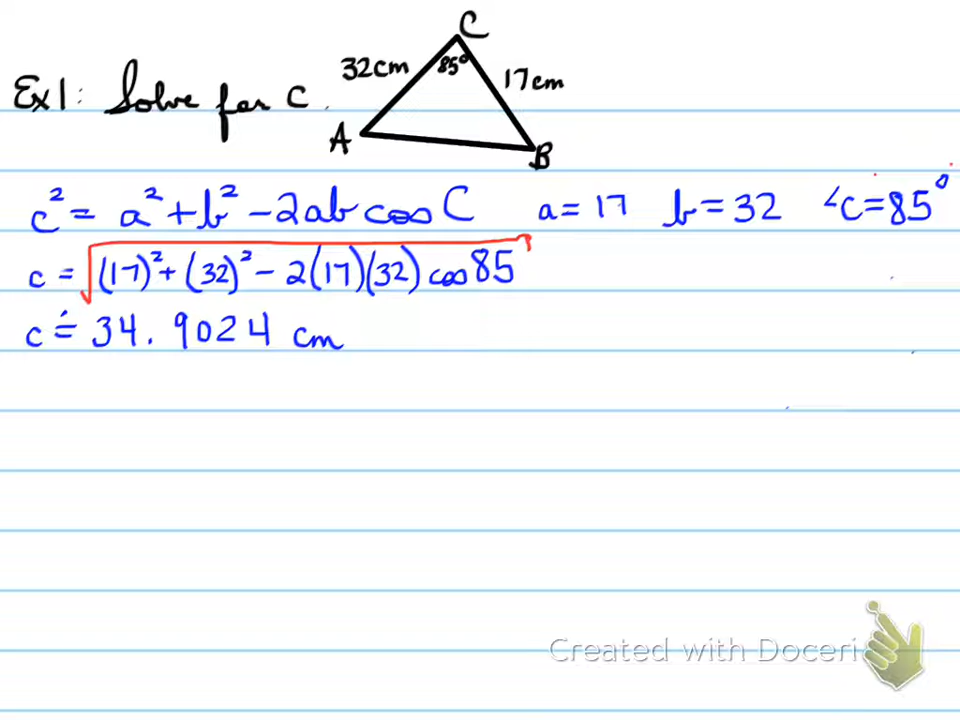 C
32cm
85°
17cm
Ex1: Solve for c.
A
B
c² = a² + b² - 2ab cos C a = 17 b = 32 ∠C = 85°
c = √(17)² + (32)² - 2(17)(32) cos 85
c ≐ 34.9024 cm
Created with Doceri